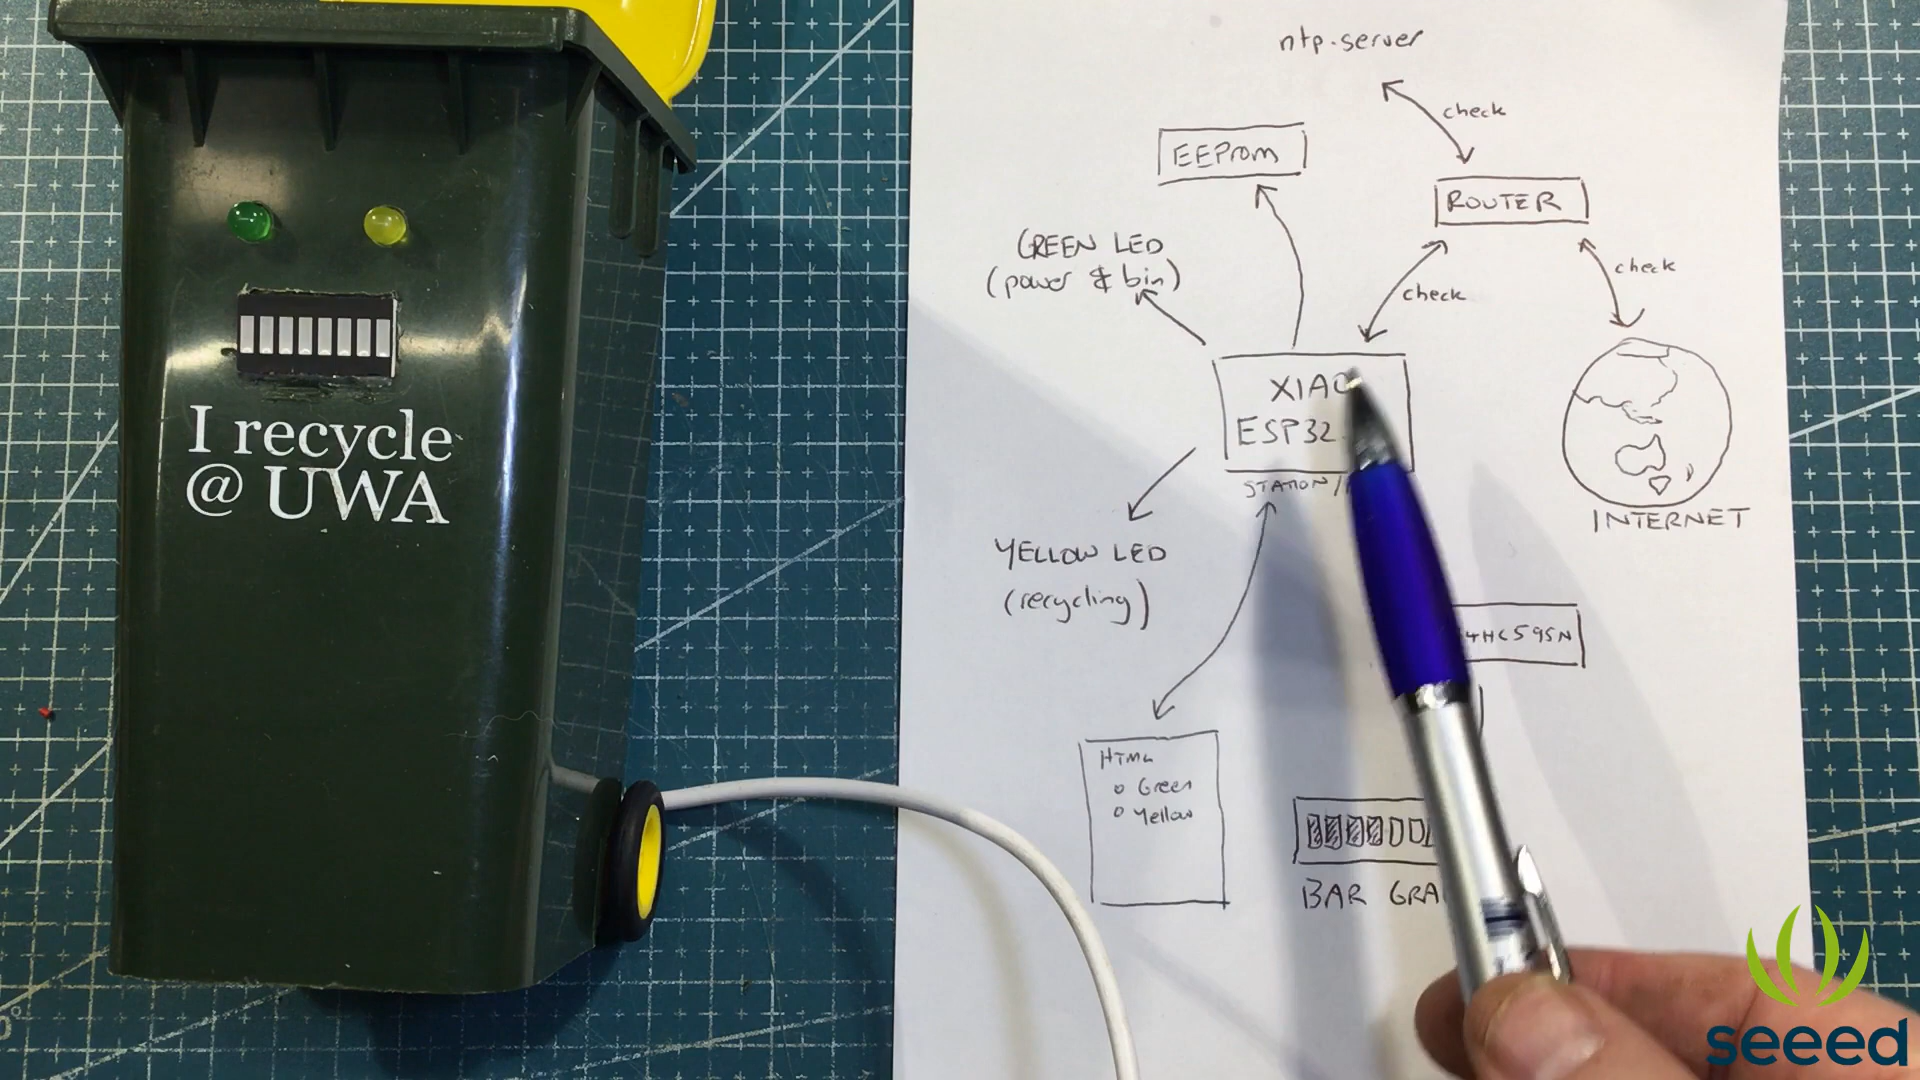 I recycle
@ UWA
ntp.server
check
EEProm
ROUTER
GREEN LED
(power & bin)
check
check
XIAO
ESP32
STATION/
INTERNET
YELLOW LED
(recycling)
4HC595N
HTML
Green
Yellow
BAR GRA
seeed